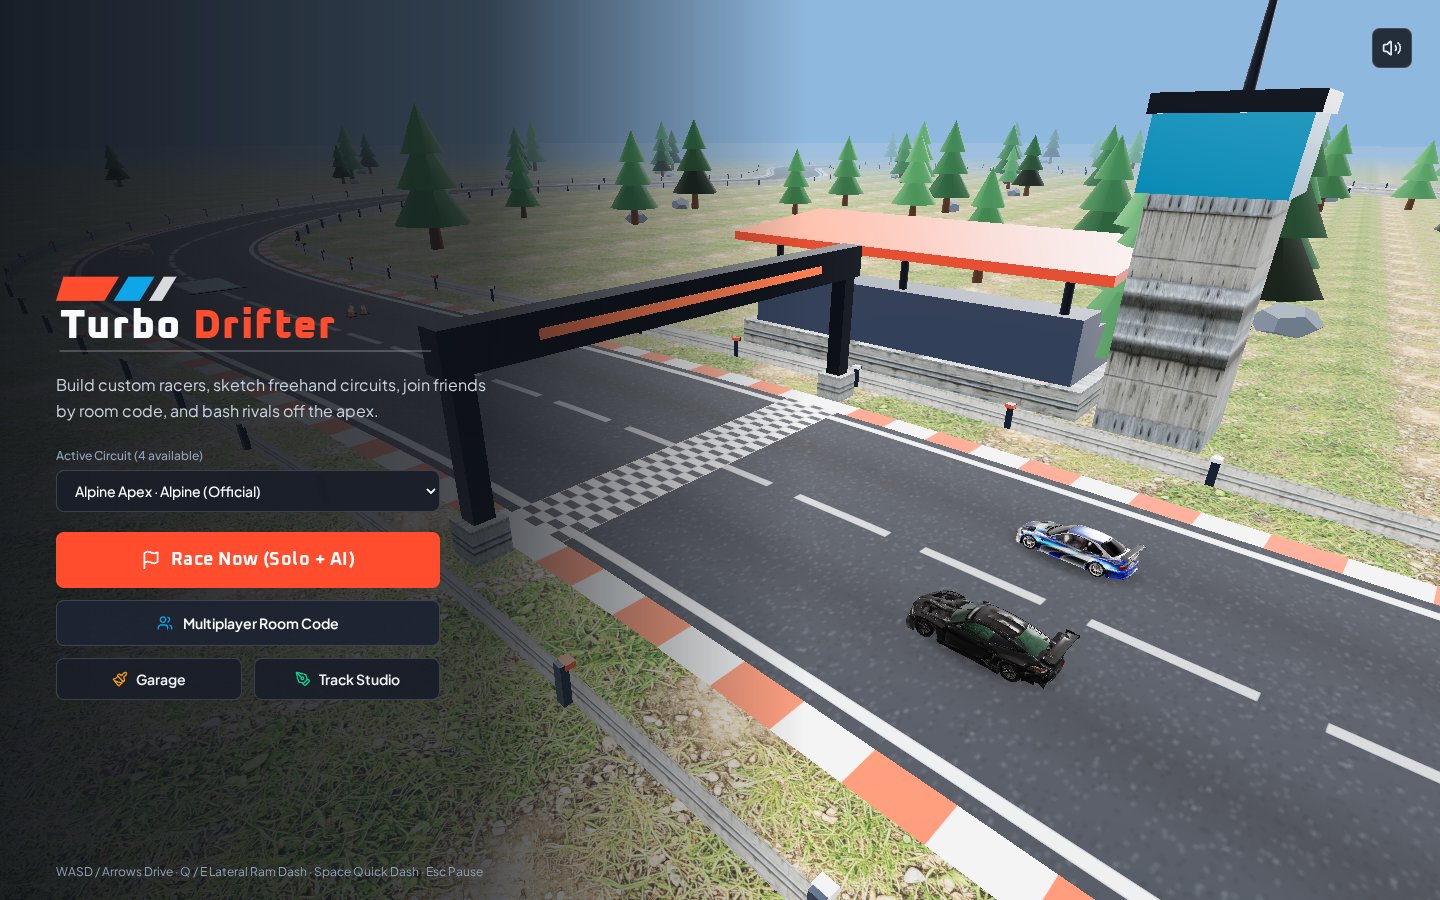 Turbo Drifter
Build custom racers, sketch freehand circuits, join friends
by room code, and bash rivals off the apex.
Active Circuit (4 available)
Alpine Apex · Alpine (Official)
Race Now (Solo + AI)
Multiplayer Room Code
Garage
Track Studio
WASD / Arrows Drive · Q / E Lateral Ram Dash · Space Quick Dash · Esc Pause